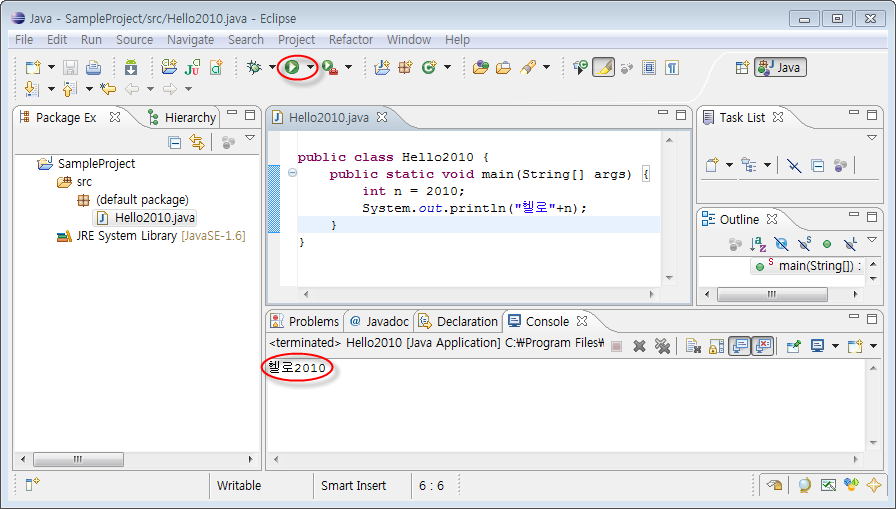 Java - SampleProject/src/Hello2010.java - Eclipse
File Edit Run Source Navigate Search Project Refactor Window Help
Java
Package Ex Hierarchy
SampleProject
src
(default package)
Hello2010.java
JRE System Library [JavaSE-1.6]
Hello2010.java
public class Hello2010 {
public static void main(String[] args) {
int n = 2010;
System.out.println("헬로"+n);
}
}
Task List
Outline
main(String[]) :
Problems @ Javadoc Declaration Console
<terminated> Hello2010 [Java Application] C:₩Program Files₩
헬로2010
Writable Smart Insert 6 : 6